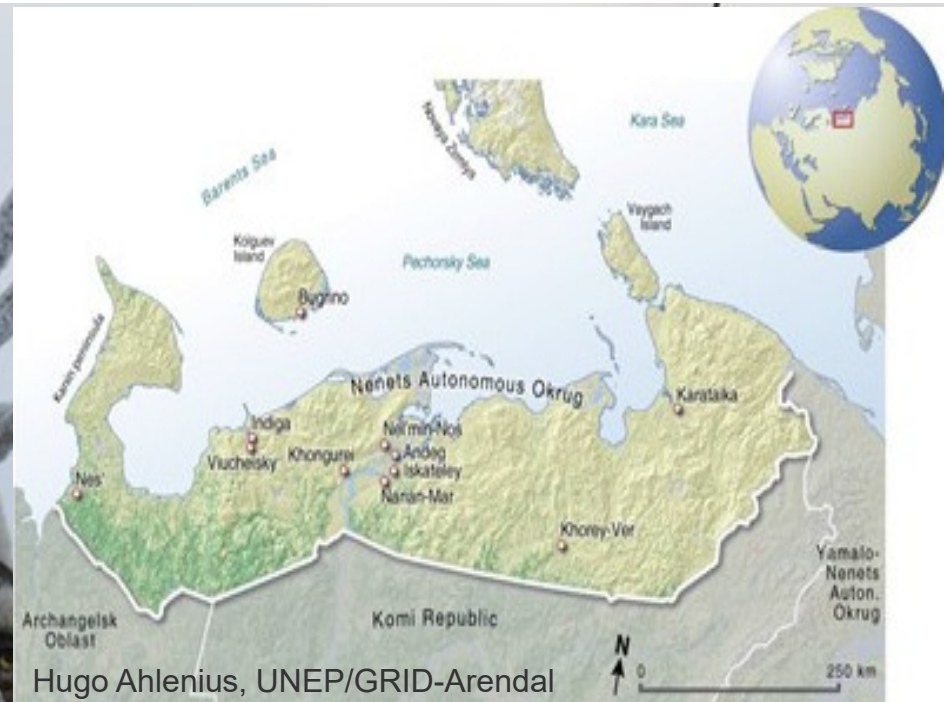 Barents Sea
Novaya Zemlya
Kara Sea
Kolguev
Island
Pechorsky Sea
Vaygach
Island
Bugrino
Kanin peninsula
Nenets Autonomous Okrug
Karataika
Indiga
Viucheisky
Khongurei
Nel'min-Nos
Andeg
Iskateley
Narian-Mar
Nes'
Khorey-Ver
Yamalo-
Nenets
Auton.
Okrug
Archangelsk
Oblast
Komi Republic
N
0
250 km
Hugo Ahlenius, UNEP/GRID-Arendal